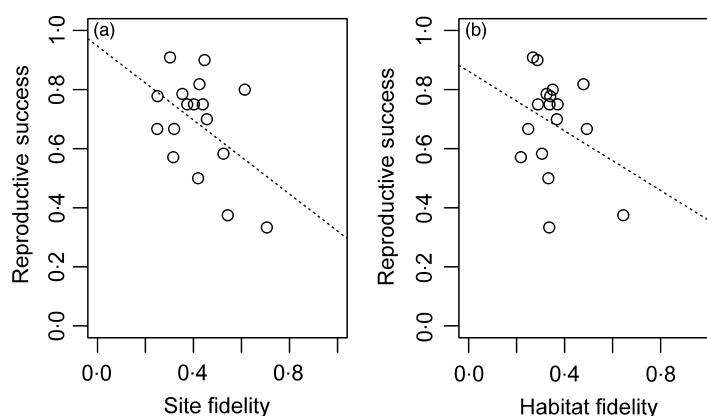 (a)
Reproductive success
1·0
0·8
0·6
0·4
0·2
0·0
0·0 0·4 0·8
Site fidelity
(b)
Reproductive success
1·0
0·8
0·6
0·4
0·2
0·0
0·0 0·4 0·8
Habitat fidelity